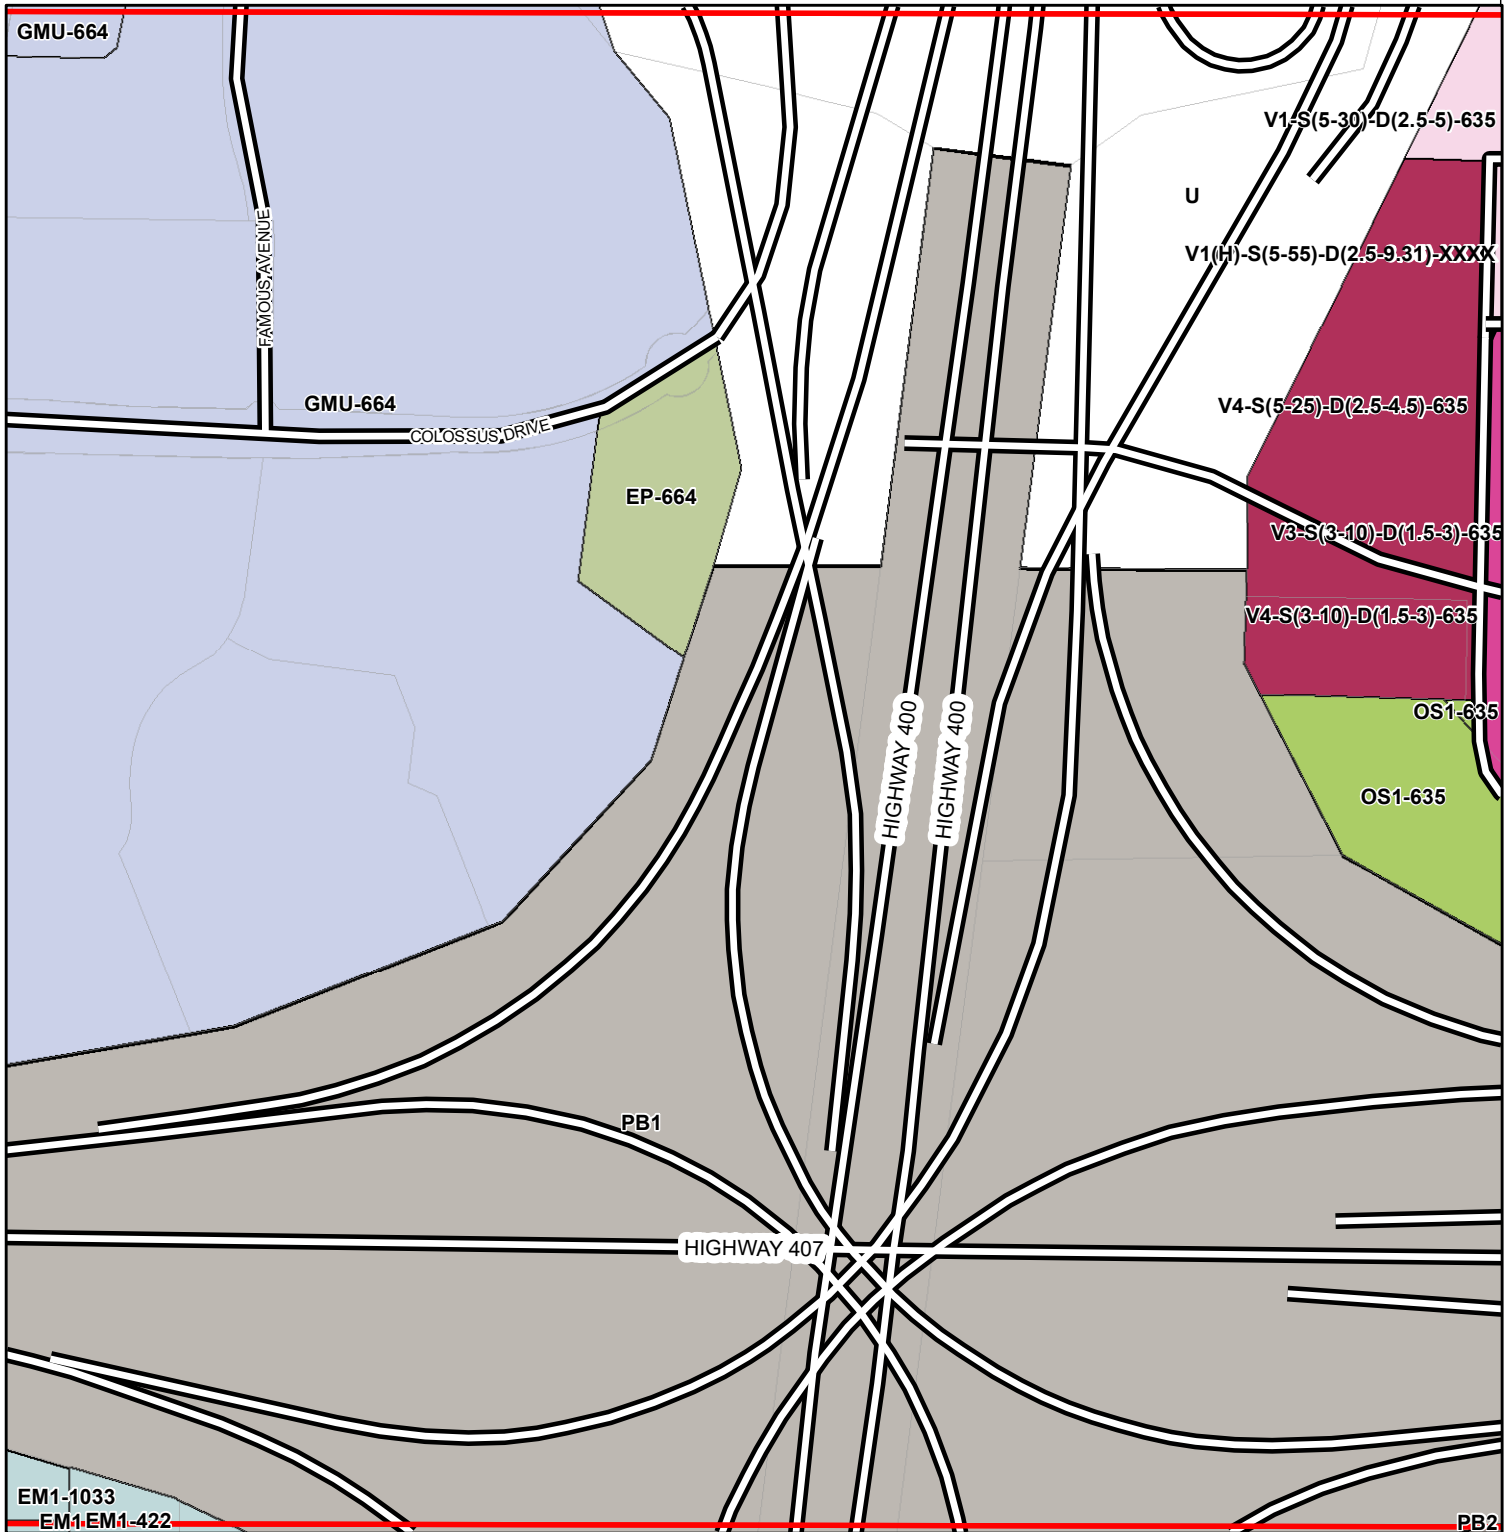 GMU-664
V1-S(5-30)-D(2.5-5)-635
U
FAMOUS AVENUE
V1(H)-S(5-55)-D(2.5-9.31)-XXXX
GMU-664
V4-S(5-25)-D(2.5-4.5)-635
COLOSSUS DRIVE
EP-664
V3-S(3-10)-D(1.5-3)-635
V4-S(3-10)-D(1.5-3)-635
OS1-635
HIGHWAY 400
HIGHWAY 400
OS1-635
PB1
HIGHWAY 407
EM1-1033
EM1
EM1-422
PB2